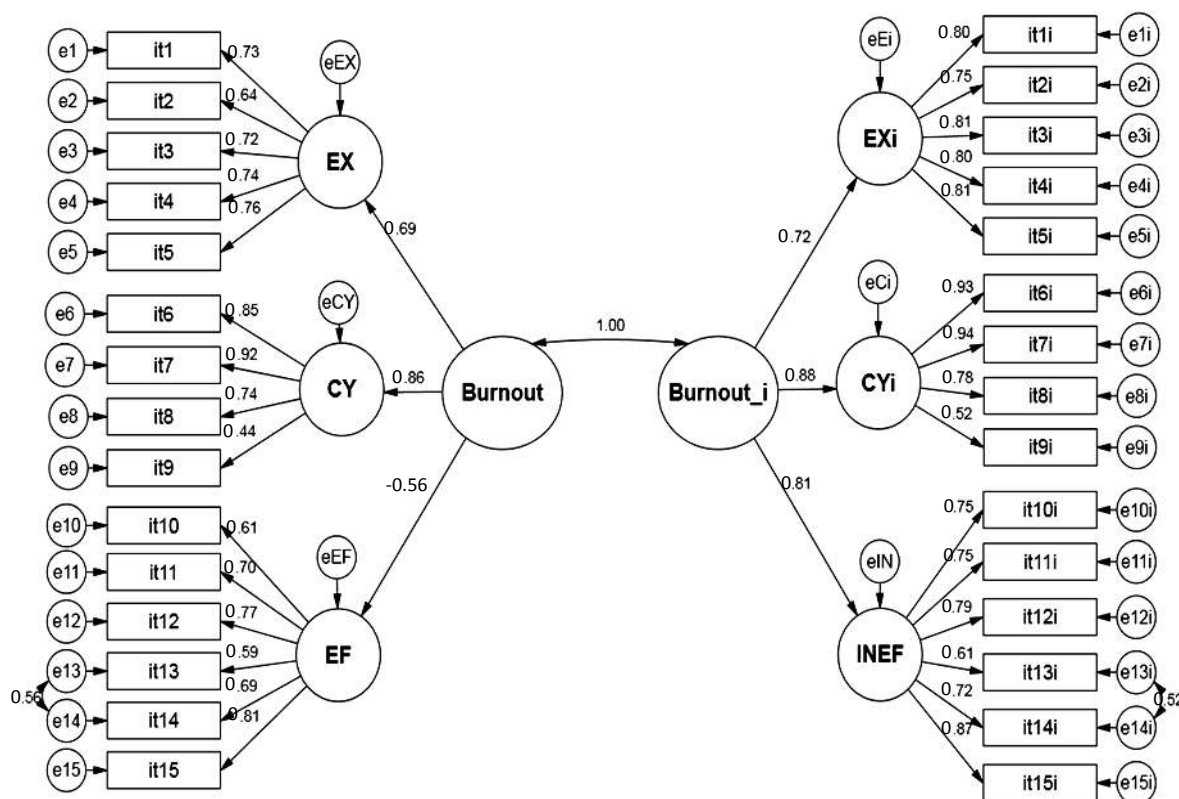 e1 it1 0.73
e2 it2 0.64
e3 it3 0.72
e4 it4 0.74
e5 it5 0.76
eEX
EX
0.69
e6 it6 0.85
e7 it7 0.92
e8 it8 0.74
e9 it9 0.44
eCY
CY
0.86
e10 it10 0.61
e11 it11 0.70
e12 it12 0.77
e13 it13 0.59
e14 it14 0.69
e15 it15 0.81
0.56
eEF
EF
-0.56
Burnout
1.00
Burnout_i
eEi
EXi
0.72
0.80 it1i e1i
0.75 it2i e2i
0.81 it3i e3i
0.80 it4i e4i
0.81 it5i e5i
eCi
CYi
0.88
0.93 it6i e6i
0.94 it7i e7i
0.78 it8i e8i
0.52 it9i e9i
eIN
INEF
0.81
0.75 it10i e10i
0.75 it11i e11i
0.79 it12i e12i
0.61 it13i e13i
0.72 it14i e14i
0.87 it15i e15i
0.52